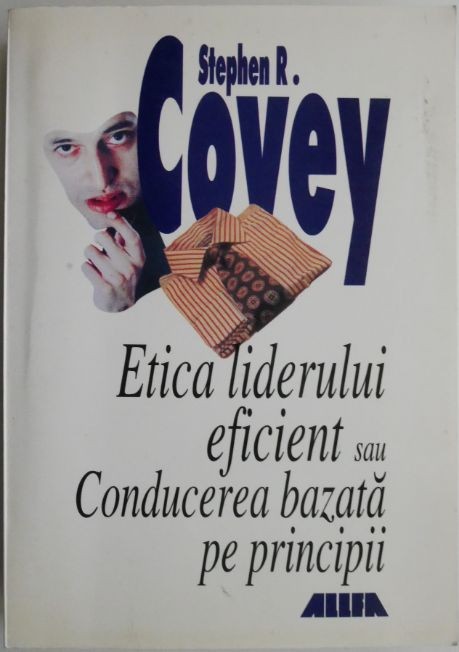 Stephen R.
Covey
Etica liderului
eficient sau
Conducerea bazată
pe principii
ALLFA